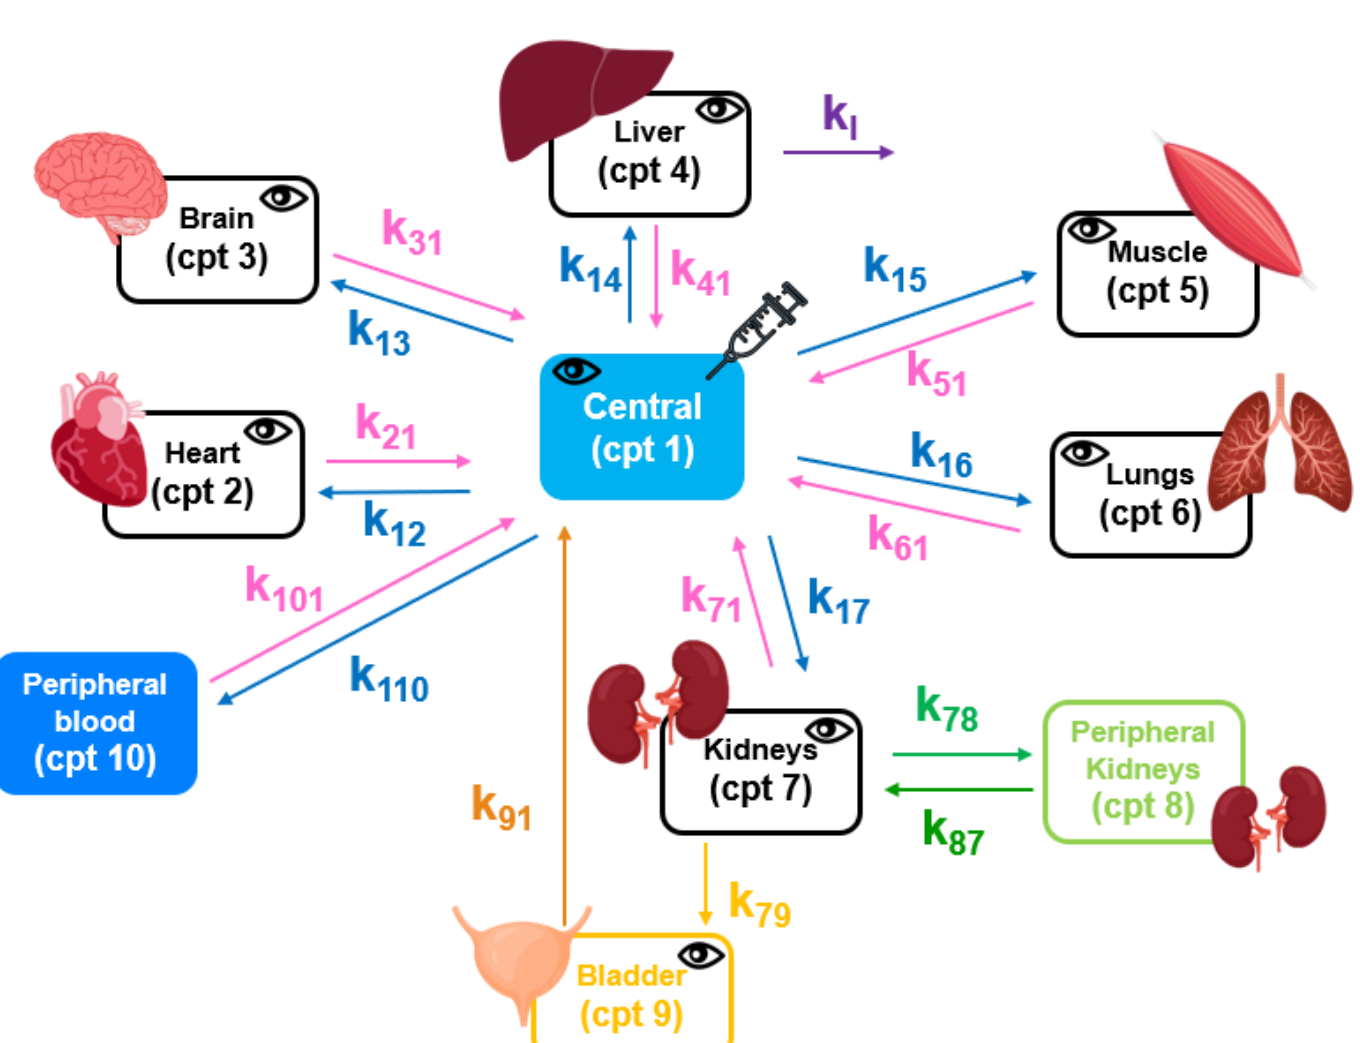 Liver
(cpt 4)
kI
Brain
(cpt 3)
k31
k13
k14
k41
k15
Muscle
(cpt 5)
k51
Central
(cpt 1)
Heart
(cpt 2)
k21
k12
k16
Lungs
(cpt 6)
k61
k101
k110
k71
k17
Peripheral
blood
(cpt 10)
Kidneys
(cpt 7)
k78
k87
Peripheral
Kidneys
(cpt 8)
k91
k79
Bladder
(cpt 9)